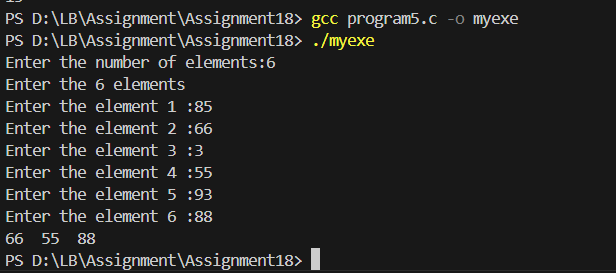 PS D:\LB\Assignment\Assignment18> gcc program5.c -o myexe
PS D:\LB\Assignment\Assignment18> ./myexe
Enter the number of elements:6
Enter the 6 elements
Enter the element 1 :85
Enter the element 2 :66
Enter the element 3 :3
Enter the element 4 :55
Enter the element 5 :93
Enter the element 6 :88
66  55  88
PS D:\LB\Assignment\Assignment18>